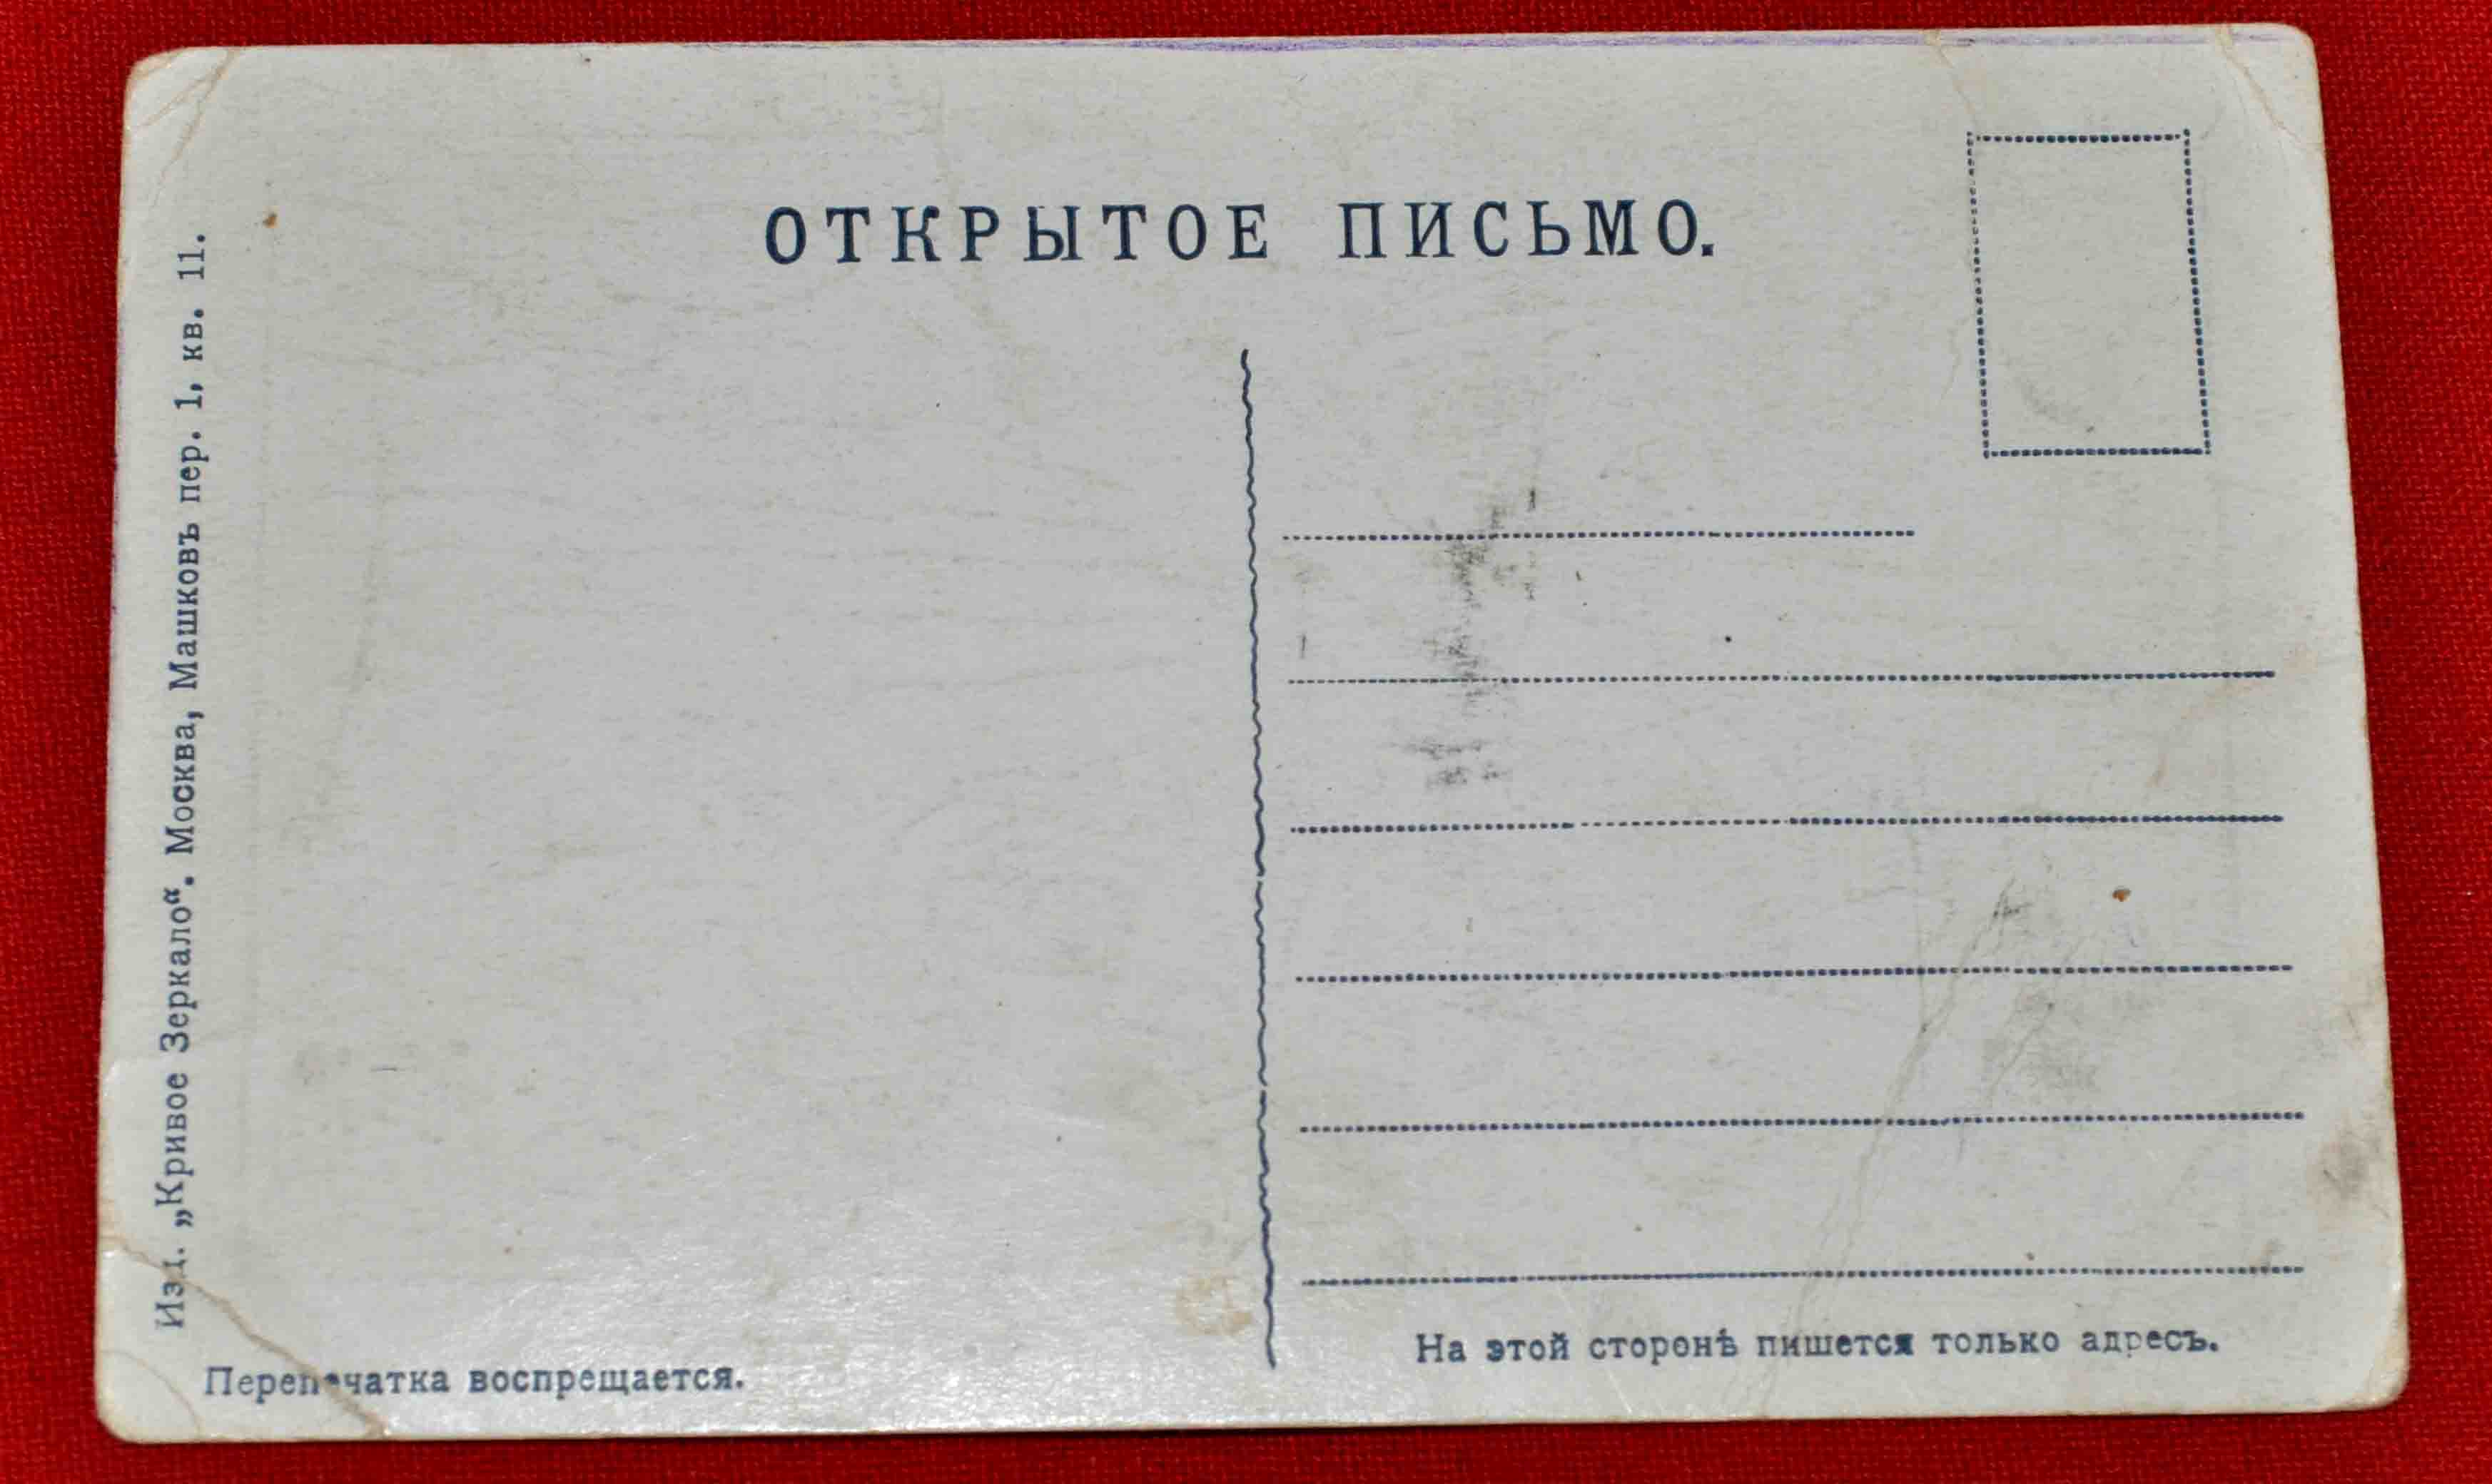 ОТКРЫТОЕ ПИСЬМО.
Изд. „Кривое Зеркало“. Москва, Машковъ пер. 1, кв. 11.
Перепечатка воспрещается.
На этой сторонѣ пишется только адресъ.